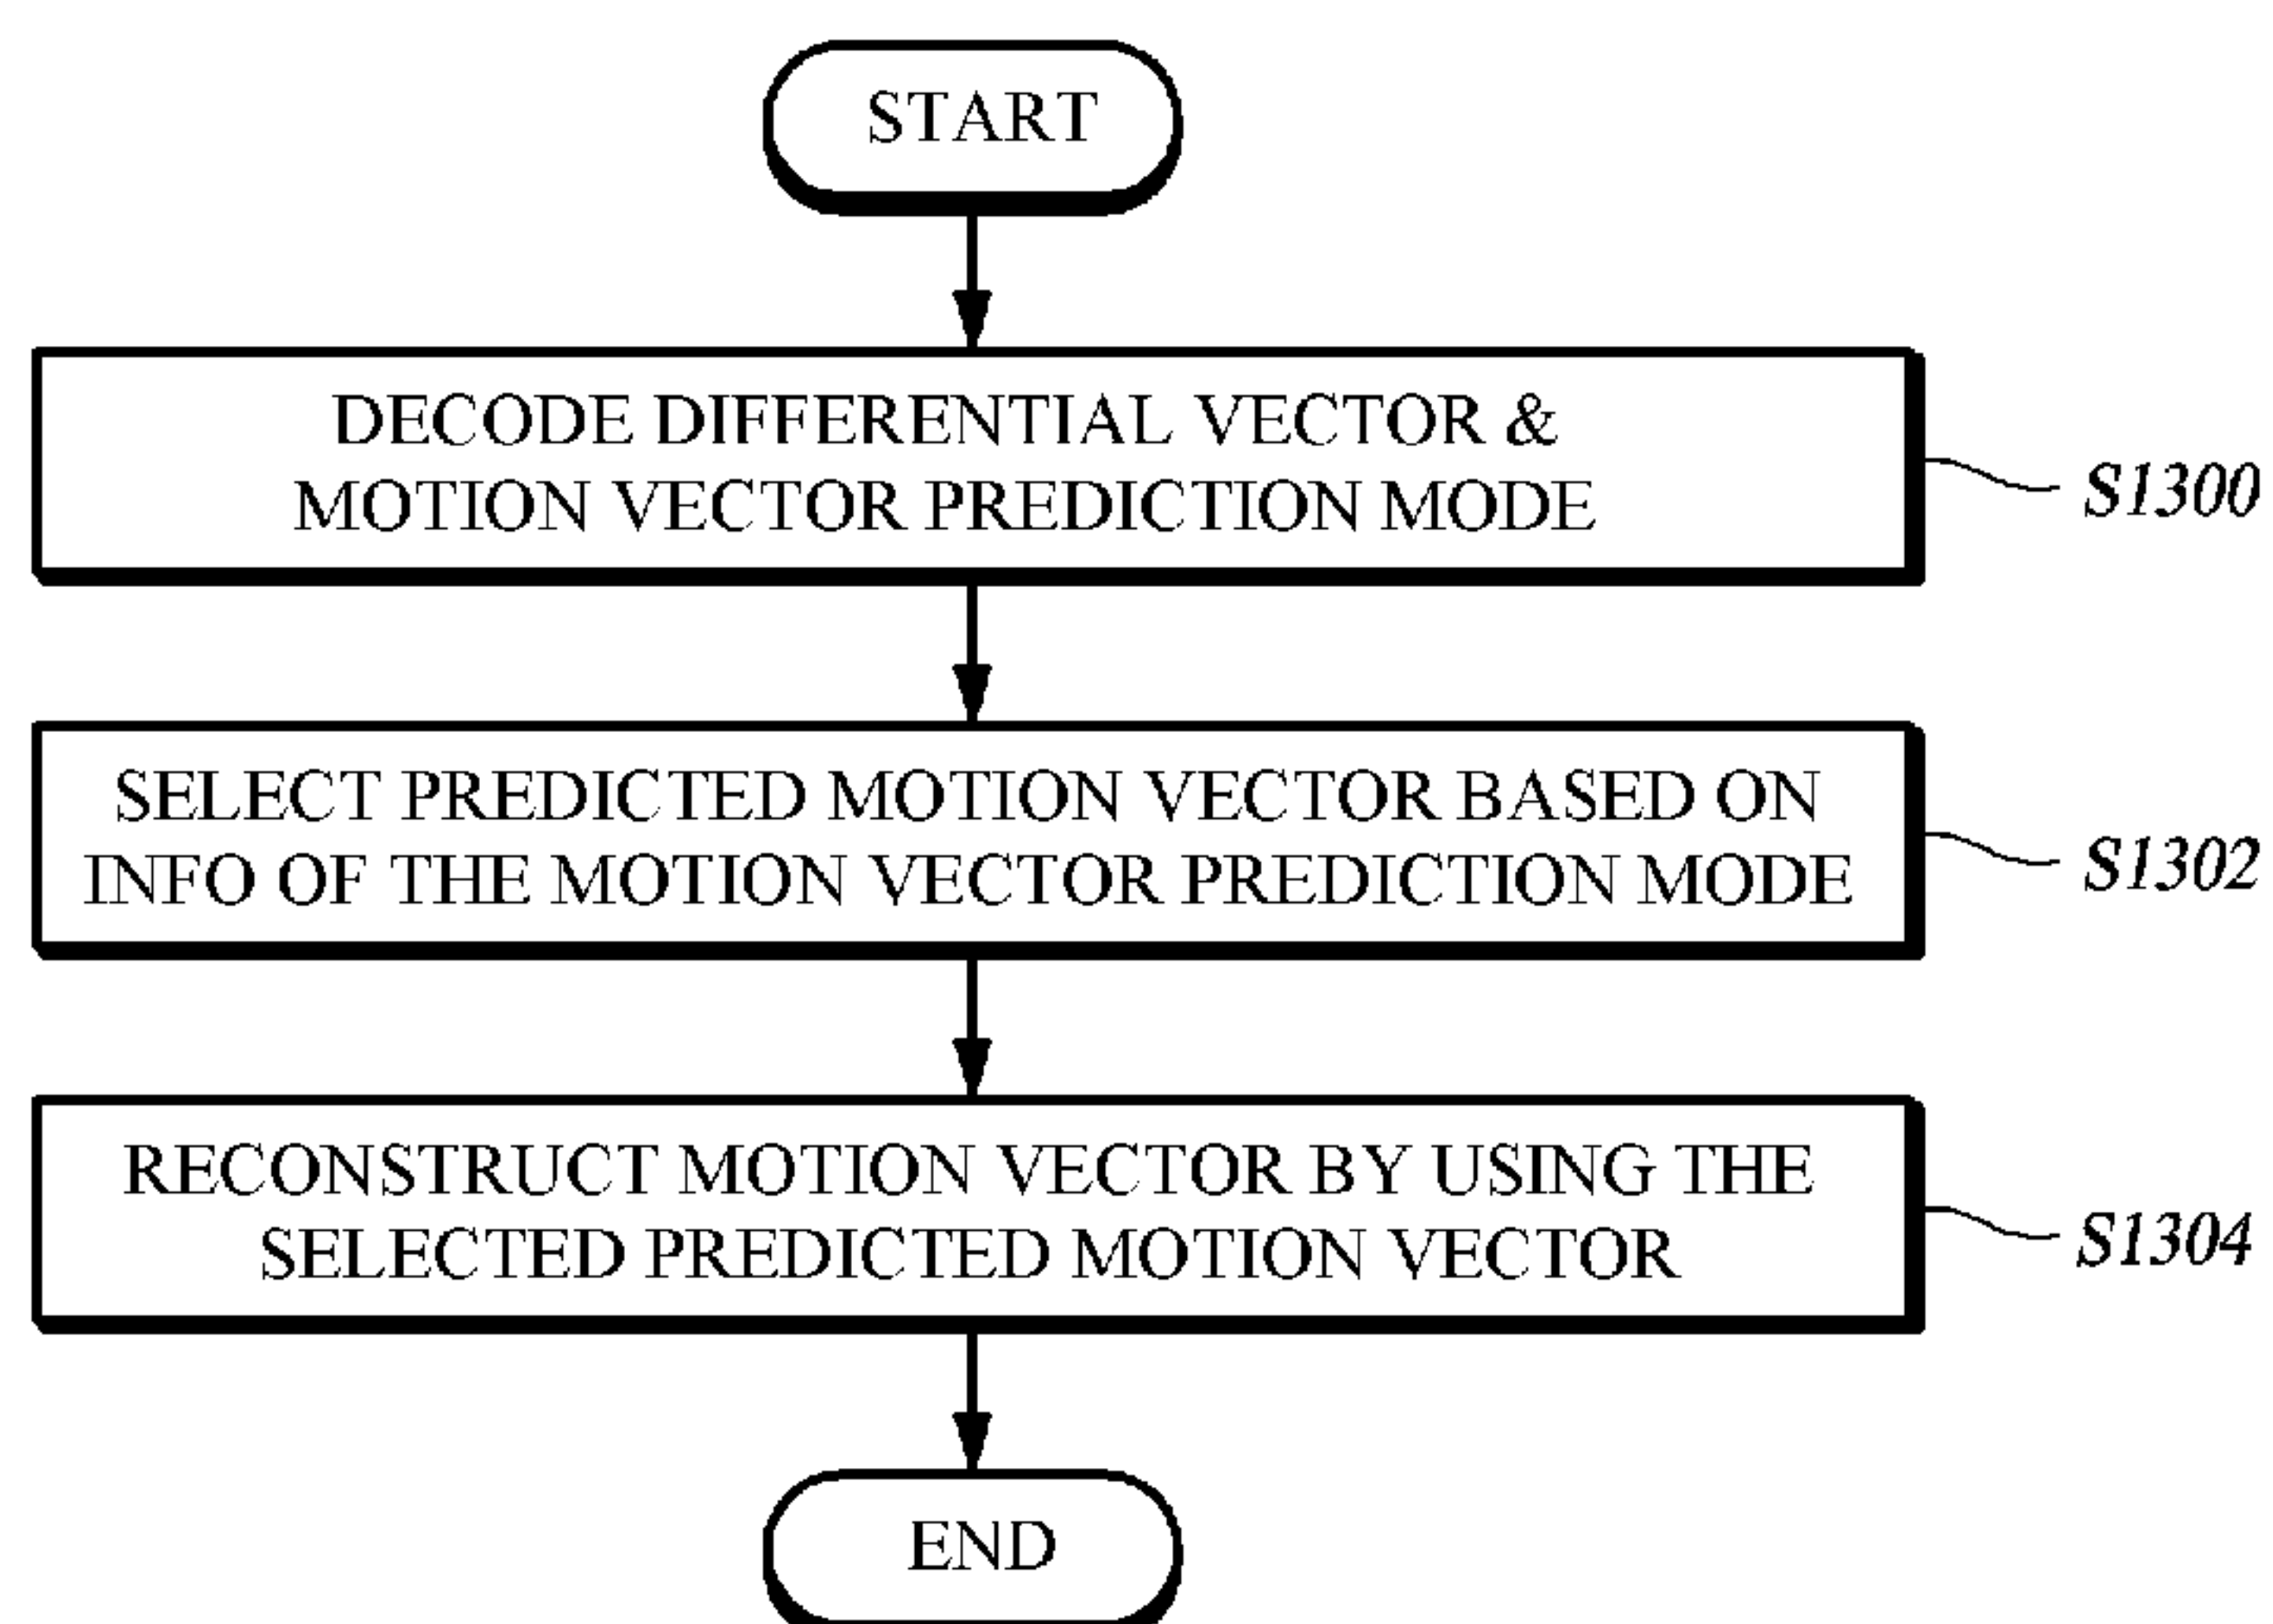 START
DECODE DIFFERENTIAL VECTOR &
MOTION VECTOR PREDICTION MODE
S1300
SELECT PREDICTED MOTION VECTOR BASED ON
INFO OF THE MOTION VECTOR PREDICTION MODE
S1302
RECONSTRUCT MOTION VECTOR BY USING THE
SELECTED PREDICTED MOTION VECTOR
S1304
END